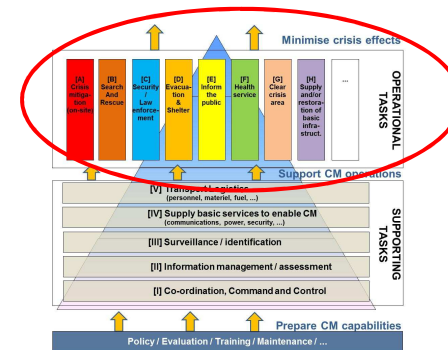 Minimise crisis effects
[A]
Crisis
mitigation
(on-site)
[B]
Search
And
Rescue
[C]
Security
/
Law
enforce-
ment
[D]
Evacua-
tion
& Shelter
[E]
Inform
the public
[F]
Health
service
[G]
Clear
crisis
area
[H]
Supply
and/or
restora-
tion of
basic
infra-
struct.
...
OPERATIONAL
TASKS
Support CM operations
[V] Transport Logistics
(personnel, materiel, fuel, ...)
[IV] Supply basic services to enable CM
(communications, power, security, ...)
[III] Surveillance / identification
[II] Information management / assessment
[I] Co-ordination, Command and Control
SUPPORTING
TASKS
Prepare CM capabilities
Policy / Evaluation / Training / Maintenance / ...